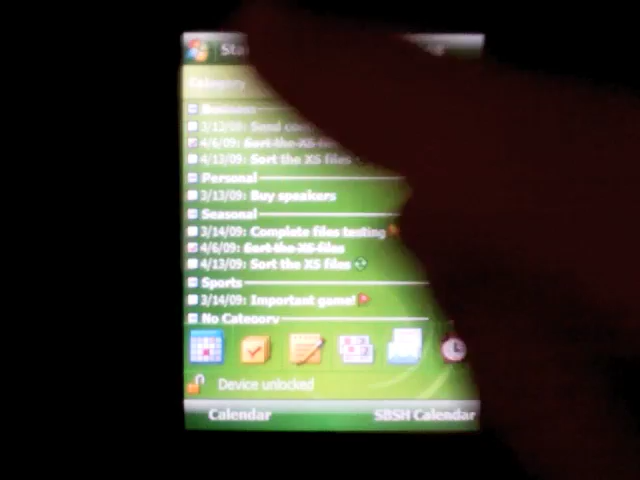 Sta
Category
Business
3/13/09: Send
4/6/09: Sort the XS files
4/13/09: Sort the XS files
Personal
3/13/09: Buy speakers
Seasonal
3/14/09: Complete files testing
4/6/09: Sort the XS files
4/13/09: Sort the XS files
Sports
3/14/09: Important game!
No Category
Device unlocked
Calendar
SBSH Calendar